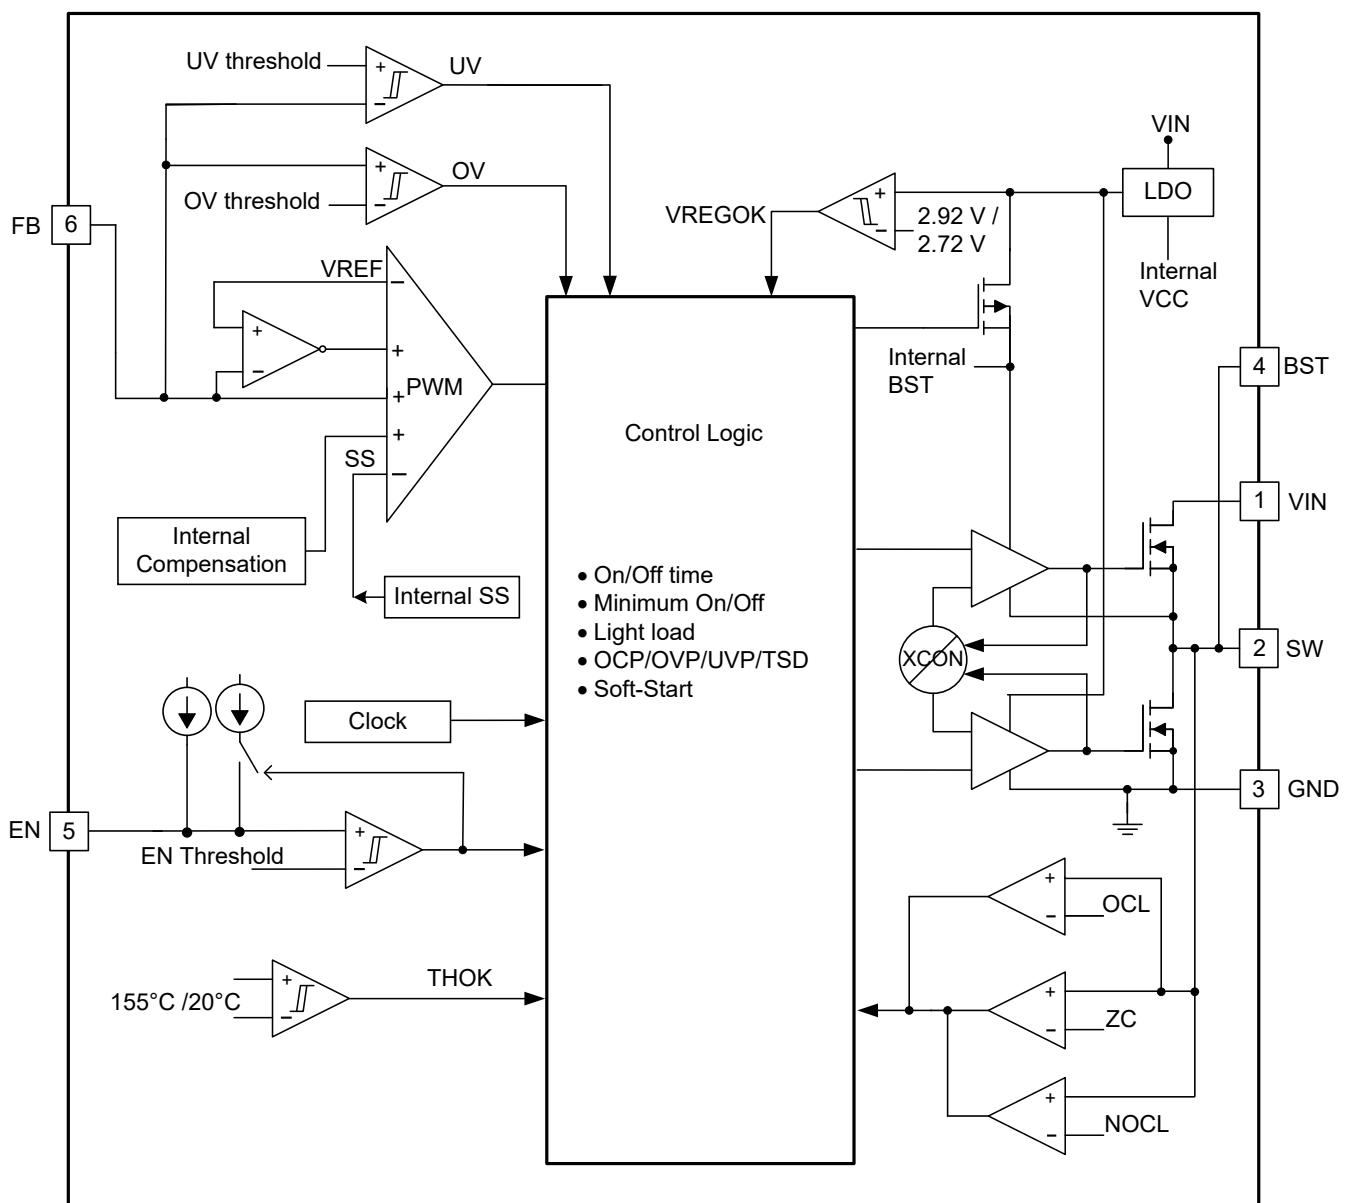 UV threshold
+
−
UV
OV threshold
+
−
OV
FB
6
VREF
−
+
−
+
+
PWM
+
SS
−
Internal
Compensation
Internal SS
Clock
EN
5
EN Threshold
+
−
155°C /20°C
+
−
THOK
Control Logic
• On/Off time
• Minimum On/Off
• Light load
• OCP/OVP/UVP/TSD
• Soft-Start
VREGOK
+
−
2.92 V /
2.72 V
VIN
LDO
Internal
VCC
Internal
BST
4
BST
1
VIN
XCON
2
SW
3
GND
+
−
OCL
+
−
ZC
+
−
NOCL